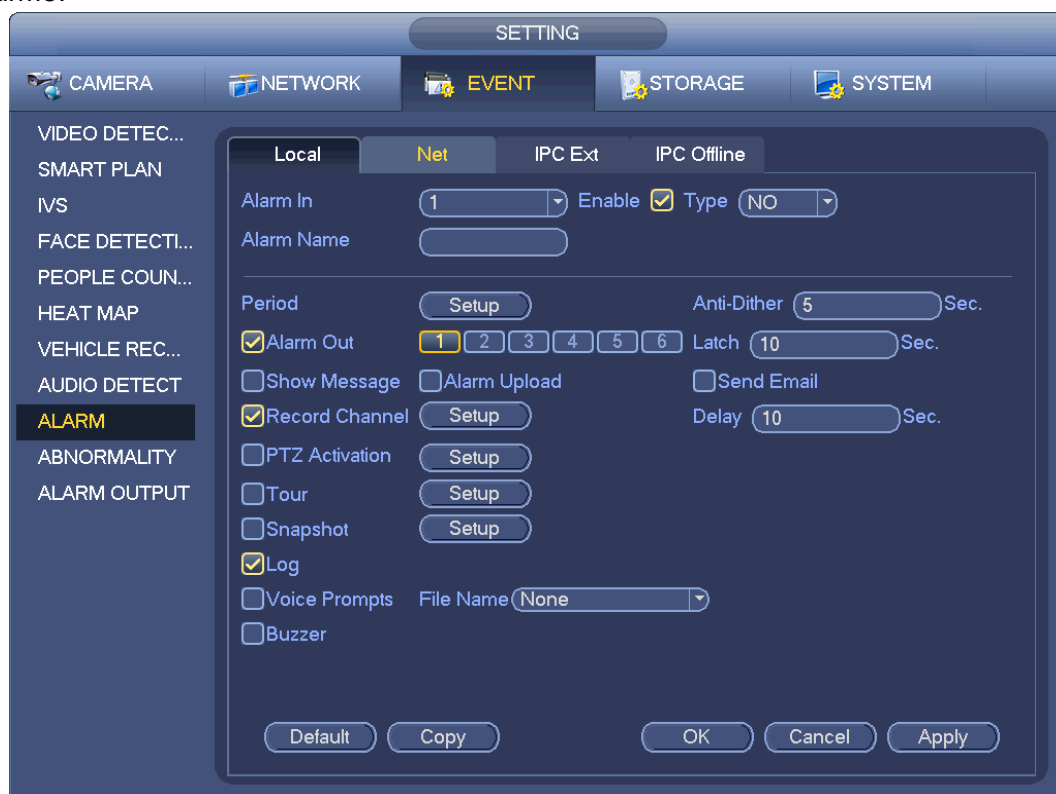 SETTING
CAMERA NETWORK EVENT STORAGE SYSTEM
VIDEO DETEC...
SMART PLAN
IVS
FACE DETECTI...
PEOPLE COUN...
HEAT MAP
VEHICLE REC...
AUDIO DETECT
ALARM
ABNORMALITY
ALARM OUTPUT
Local Net IPC Ext IPC Offline
Alarm In 1 Enable Type NO
Alarm Name
Period Setup Anti-Dither 5 Sec.
Alarm Out 1 2 3 4 5 6 Latch 10 Sec.
Show Message Alarm Upload Send Email
Record Channel Setup Delay 10 Sec.
PTZ Activation Setup
Tour Setup
Snapshot Setup
Log
Voice Prompts File Name None
Buzzer
Default Copy OK Cancel Apply